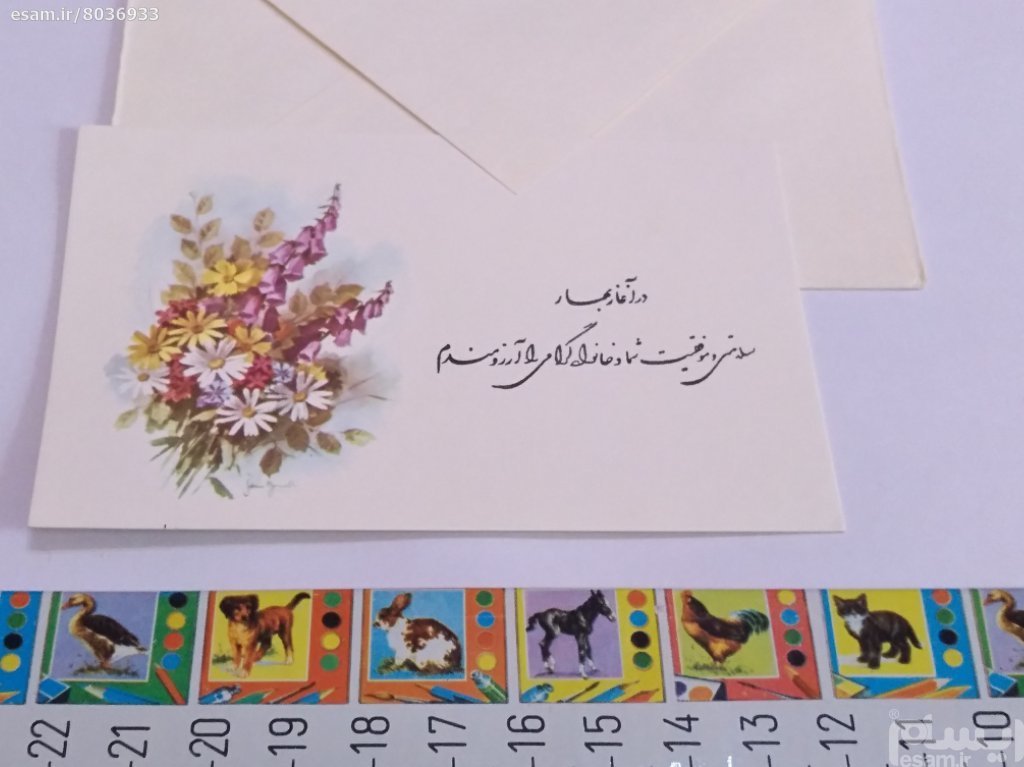 esam.ir/8036933
در آغاز بهار
سلامتی و موفقیت شما و خانواده گرامی را آرزومندم
22 21 20 19 18 17 16 15 14 13 12 11 10
ایسام
esam.ir